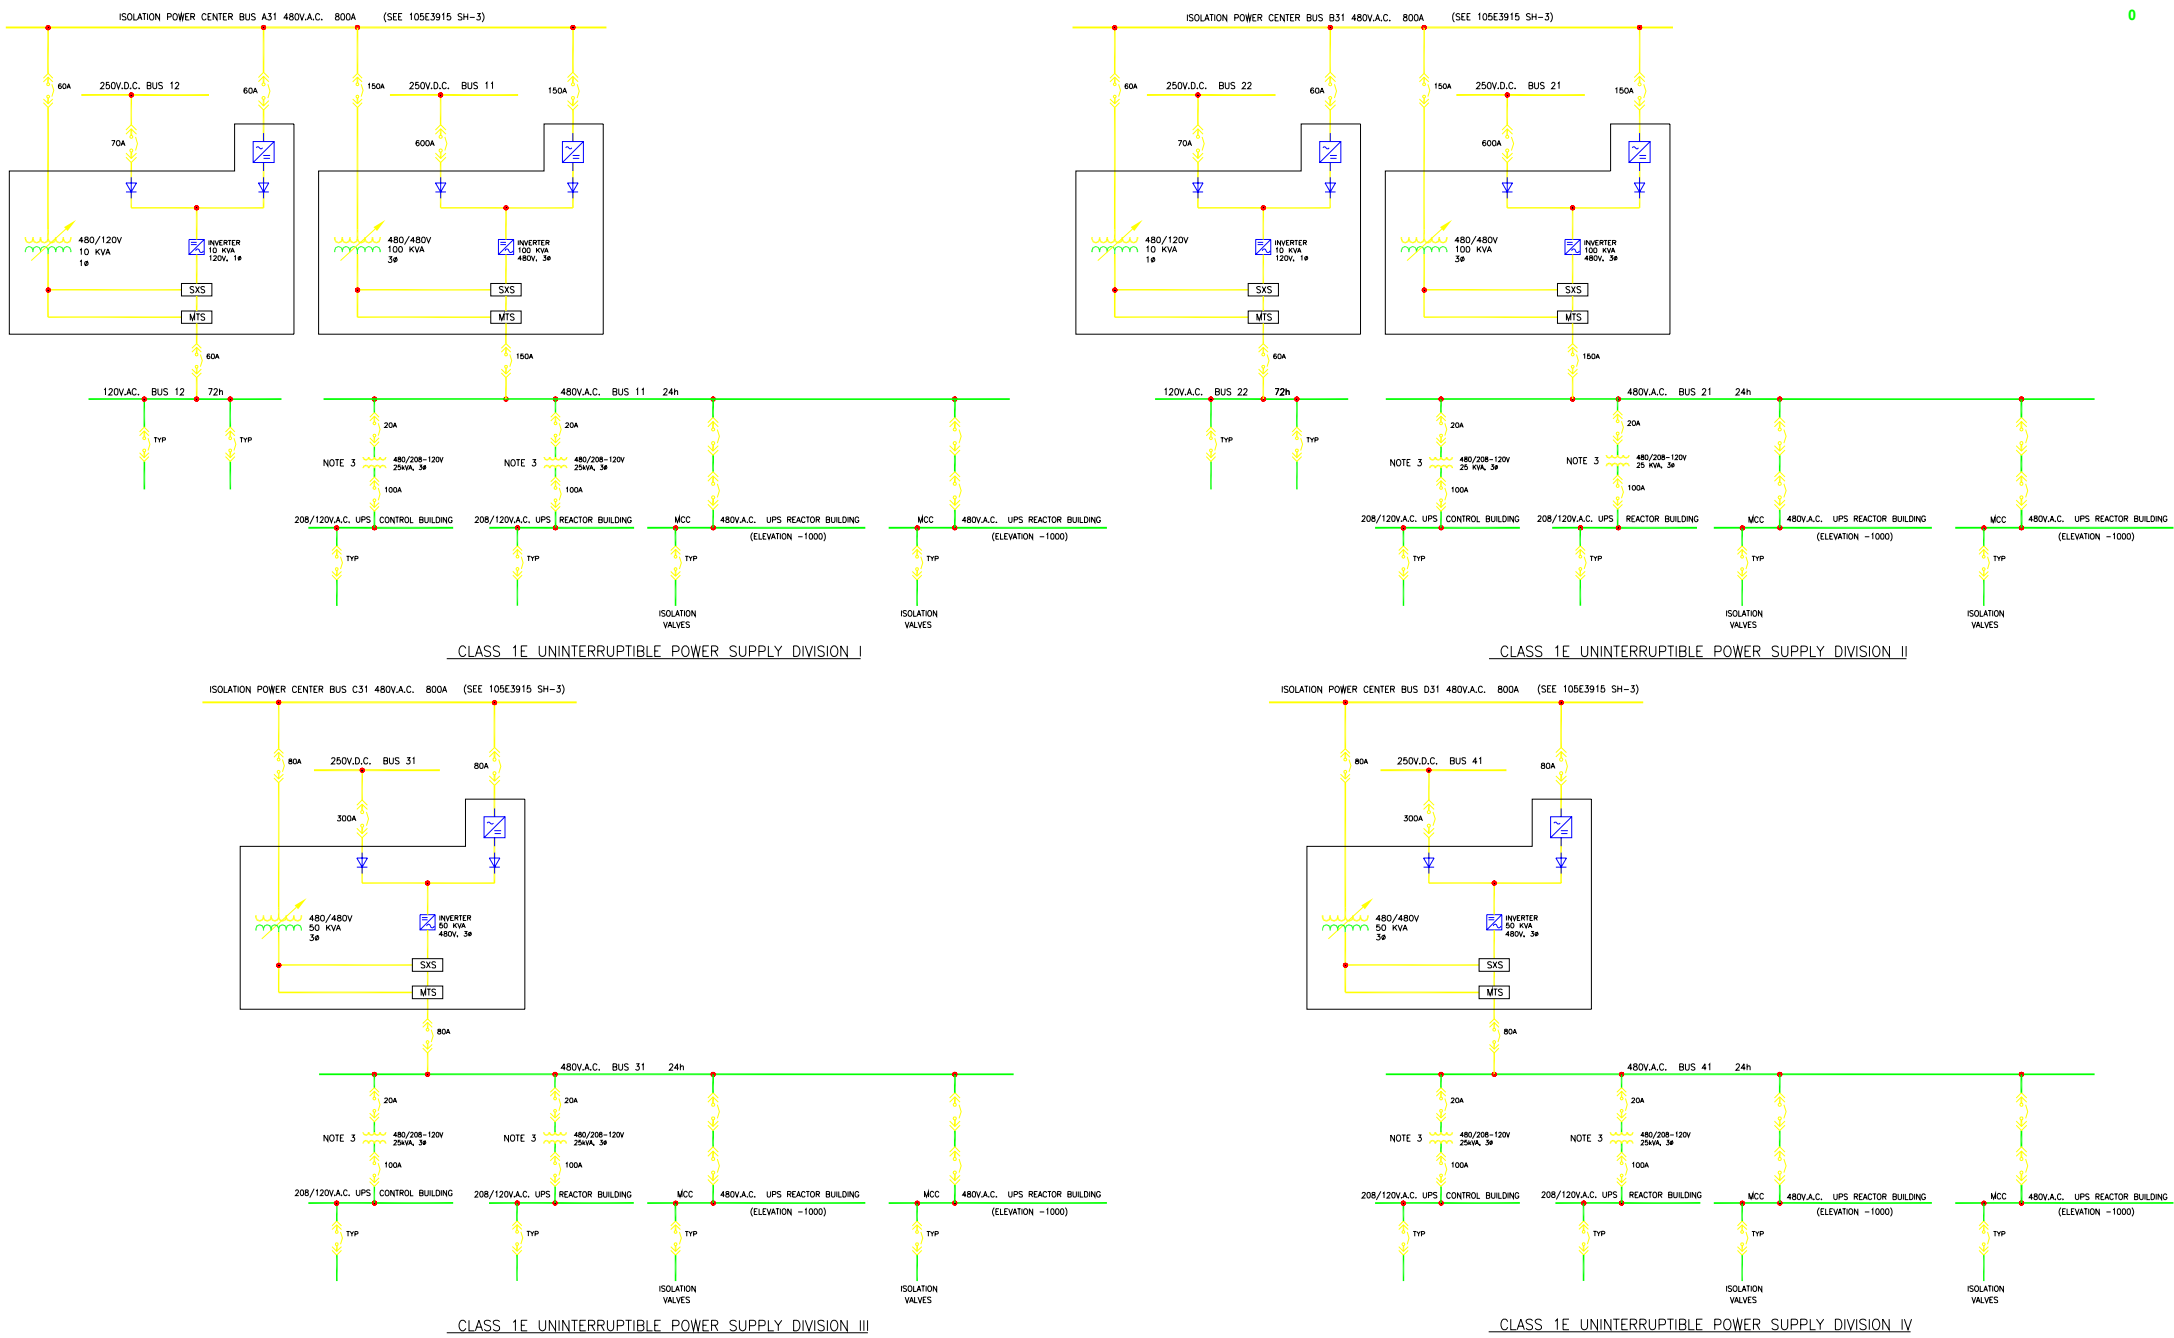 0
ISOLATION POWER CENTER BUS A31 480V.A.C. 800A (SEE 105E3915 SH-3)
60A
250V.D.C. BUS 12
60A
150A
250V.D.C. BUS 11
150A
70A
600A
480/120V
10 KVA
1ø
INVERTER
10 KVA
120V, 1ø
480/480V
100 KVA
3ø
INVERTER
100 KVA
480V, 3ø
SXS
SXS
MTS
MTS
60A
150A
120V.AC. BUS 12 72h
480V.A.C. BUS 11 24h
TYP
TYP
20A
20A
NOTE 3
480/208-120V
25kVA, 3ø
NOTE 3
480/208-120V
25kVA, 3ø
100A
100A
208/120V.A.C. UPS CONTROL BUILDING
208/120V.A.C. UPS REACTOR BUILDING
MCC 480V.A.C. UPS REACTOR BUILDING
(ELEVATION -1000)
MCC 480V.A.C. UPS REACTOR BUILDING
(ELEVATION -1000)
TYP
TYP
TYP
TYP
ISOLATION
VALVES
ISOLATION
VALVES
CLASS 1E UNINTERRUPTIBLE POWER SUPPLY DIVISION I
ISOLATION POWER CENTER BUS B31 480V.A.C. 800A (SEE 105E3915 SH-3)
60A
250V.D.C. BUS 22
60A
150A
250V.D.C. BUS 21
150A
70A
600A
480/120V
10 KVA
1ø
INVERTER
10 KVA
120V, 1ø
480/480V
100 KVA
3ø
INVERTER
100 KVA
480V, 3ø
SXS
SXS
MTS
MTS
60A
150A
120V.A.C. BUS 22 72h
480V.A.C. BUS 21 24h
TYP
TYP
20A
20A
NOTE 3
480/208-120V
25 KVA, 3ø
NOTE 3
480/208-120V
25 KVA, 3ø
100A
100A
208/120V.A.C. UPS CONTROL BUILDING
208/120V.A.C. UPS REACTOR BUILDING
MCC 480V.A.C. UPS REACTOR BUILDING
(ELEVATION -1000)
MCC 480V.A.C. UPS REACTOR BUILDING
(ELEVATION -1000)
TYP
TYP
TYP
TYP
ISOLATION
VALVES
ISOLATION
VALVES
CLASS 1E UNINTERRUPTIBLE POWER SUPPLY DIVISION II
ISOLATION POWER CENTER BUS C31 480V.A.C. 800A (SEE 105E3915 SH-3)
80A
250V.D.C. BUS 31
80A
300A
480/480V
50 KVA
3ø
INVERTER
50 KVA
480V, 3ø
SXS
MTS
80A
480V.A.C. BUS 31 24h
20A
20A
NOTE 3
480/208-120V
25kVA, 3ø
NOTE 3
480/208-120V
25kVA, 3ø
100A
100A
208/120V.A.C. UPS CONTROL BUILDING
208/120V.A.C. UPS REACTOR BUILDING
MCC 480V.A.C. UPS REACTOR BUILDING
(ELEVATION -1000)
MCC 480V.A.C. UPS REACTOR BUILDING
(ELEVATION -1000)
TYP
TYP
TYP
TYP
ISOLATION
VALVES
ISOLATION
VALVES
CLASS 1E UNINTERRUPTIBLE POWER SUPPLY DIVISION III
ISOLATION POWER CENTER BUS D31 480V.A.C. 800A (SEE 105E3915 SH-3)
80A
250V.D.C. BUS 41
80A
300A
480/480V
50 KVA
3ø
INVERTER
50 KVA
480V, 3ø
SXS
MTS
80A
480V.A.C. BUS 41 24h
20A
20A
NOTE 3
480/208-120V
25kVA, 3ø
NOTE 3
480/208-120V
25kVA, 3ø
100A
100A
208/120V.A.C. UPS CONTROL BUILDING
208/120V.A.C. UPS REACTOR BUILDING
MCC 480V.A.C. UPS REACTOR BUILDING
(ELEVATION -1000)
MCC 480V.A.C. UPS REACTOR BUILDING
(ELEVATION -1000)
TYP
TYP
TYP
TYP
ISOLATION
VALVES
ISOLATION
VALVES
CLASS 1E UNINTERRUPTIBLE POWER SUPPLY DIVISION IV